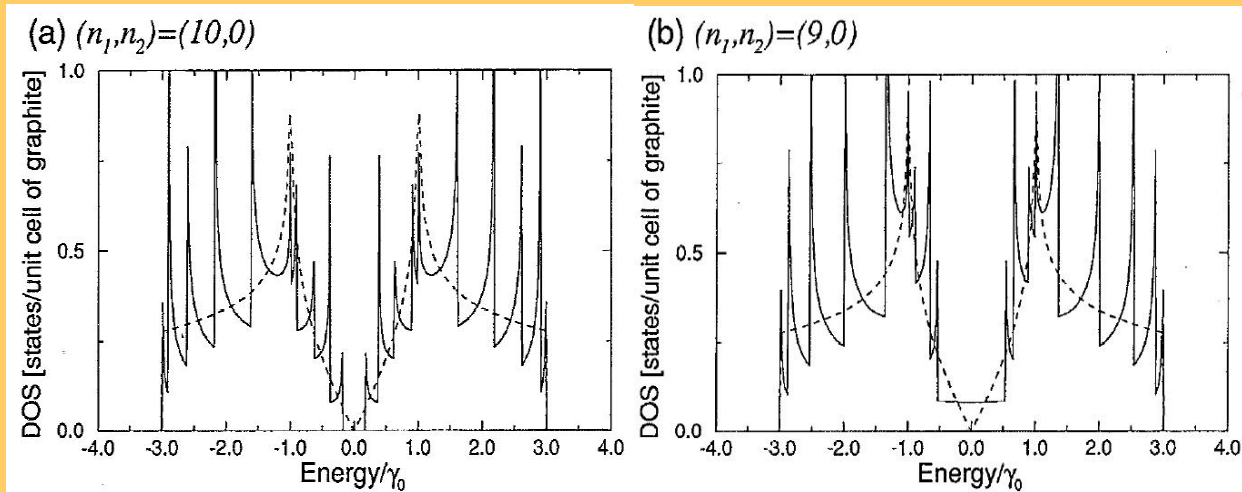 (a) (n₁,n₂)=(10,0)
DOS [states/unit cell of graphite]
1.0
0.5
0.0
-4.0 -3.0 -2.0 -1.0 0.0 1.0 2.0 3.0 4.0
Energy/γ₀
(b) (n₁,n₂)=(9,0)
DOS [states/unit cell of graphite]
1.0
0.5
0.0
-4.0 -3.0 -2.0 -1.0 0.0 1.0 2.0 3.0 4.0
Energy/γ₀